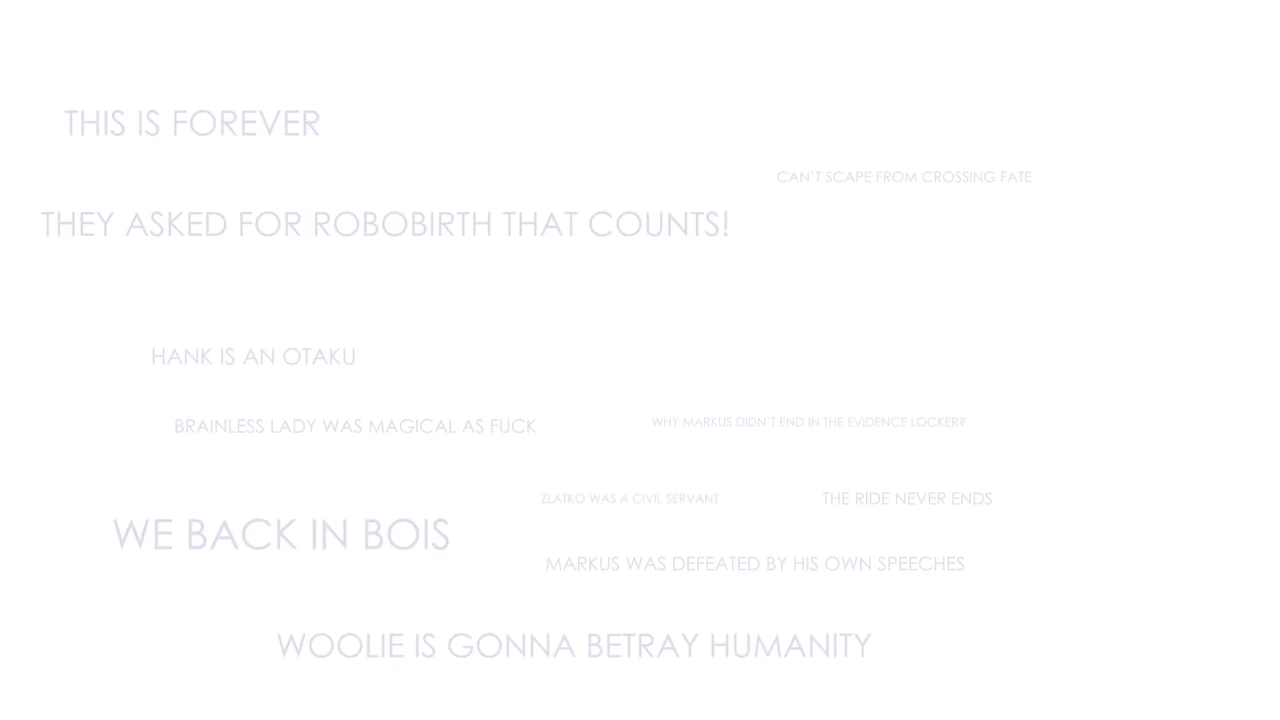 THIS IS FOREVER
CAN'T SCAPE FROM CROSSING FATE
THEY ASKED FOR ROBOBIRTH THAT COUNTS!
HANK IS AN OTAKU
BRAINLESS LADY WAS MAGICAL AS FUCK
WHY MARKUS DIDN'T END IN THE EVIDENCE LOCKER?
ZLATKO WAS A CIVIL SERVANT
THE RIDE NEVER ENDS
WE BACK IN BOIS
MARKUS WAS DEFEATED BY HIS OWN SPEECHES
WOOLIE IS GONNA BETRAY HUMANITY